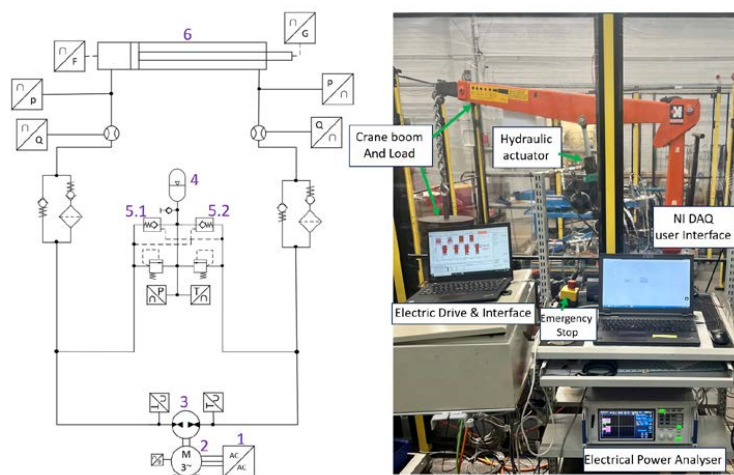 6
F
G
p
P
Q
Q
4
5.1
5.2
P
T
T
T
3
2
1
M
3~
AC
AC
Crane boom
And Load
Hydraulic
actuator
NI DAQ
user Interface
Electric Drive & Interface
Emergency
Stop
Electrical Power Analyser